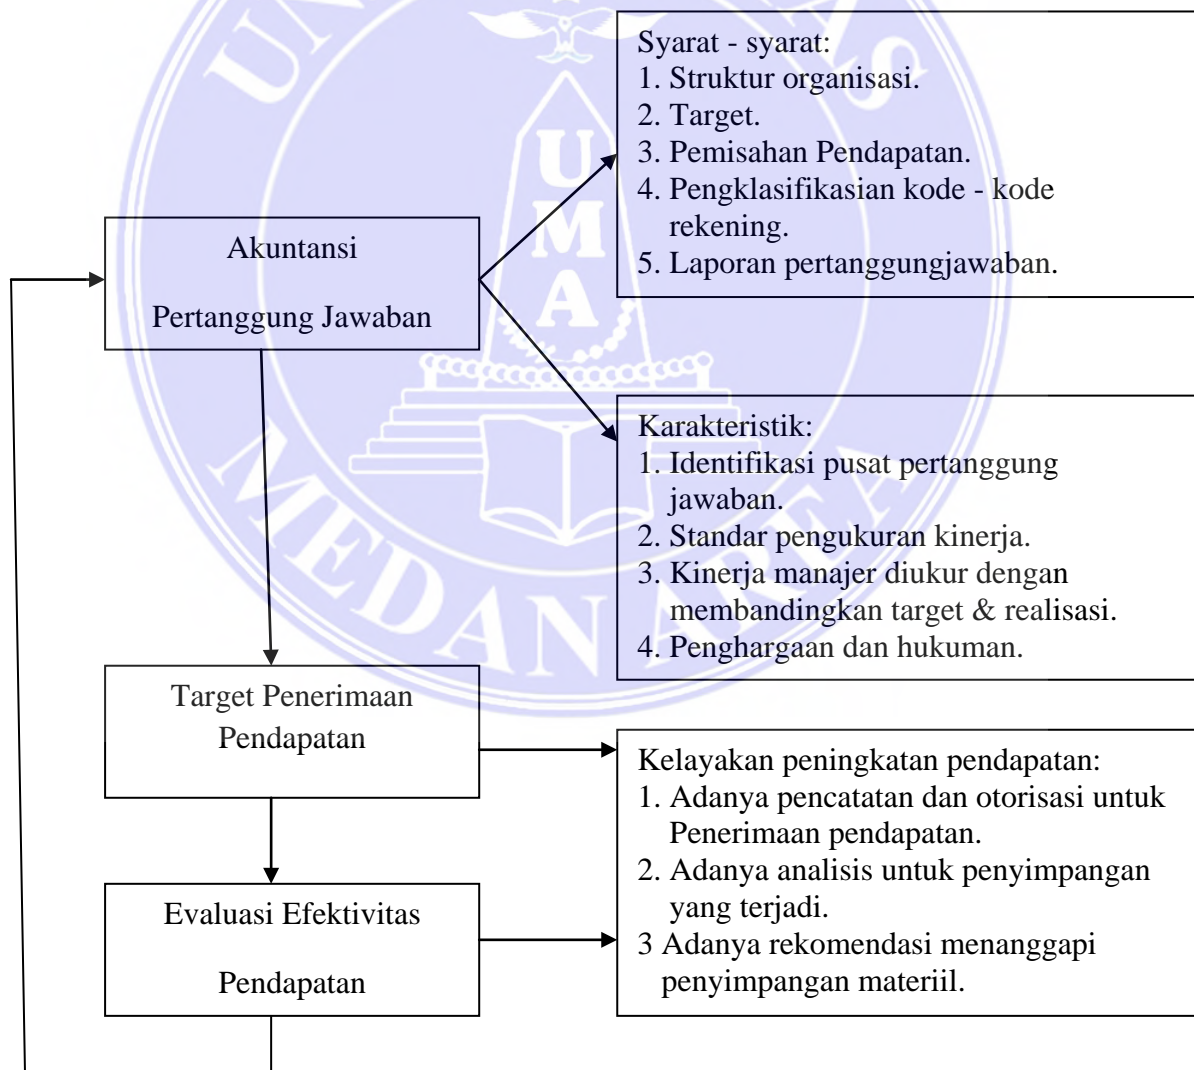 Syarat - syarat:
1. Struktur organisasi.
2. Target.
3. Pemisahan Pendapatan.
4. Pengklasifikasian kode - kode
rekening.
5. Laporan pertanggungjawaban.
Akuntansi
Pertanggung Jawaban
UMA
Karakteristik:
1. Identifikasi pusat pertanggung
jawaban.
2. Standar pengukuran kinerja.
3. Kinerja manajer diukur dengan
membandingkan target & realisasi.
4. Penghargaan dan hukuman.
MEDAN AREA
Target Penerimaan
Pendapatan
Kelayakan peningkatan pendapatan:
1. Adanya pencatatan dan otorisasi untuk
Penerimaan pendapatan.
2. Adanya analisis untuk penyimpangan
yang terjadi.
3 Adanya rekomendasi menanggapi
penyimpangan materiil.
Evaluasi Efektivitas
Pendapatan